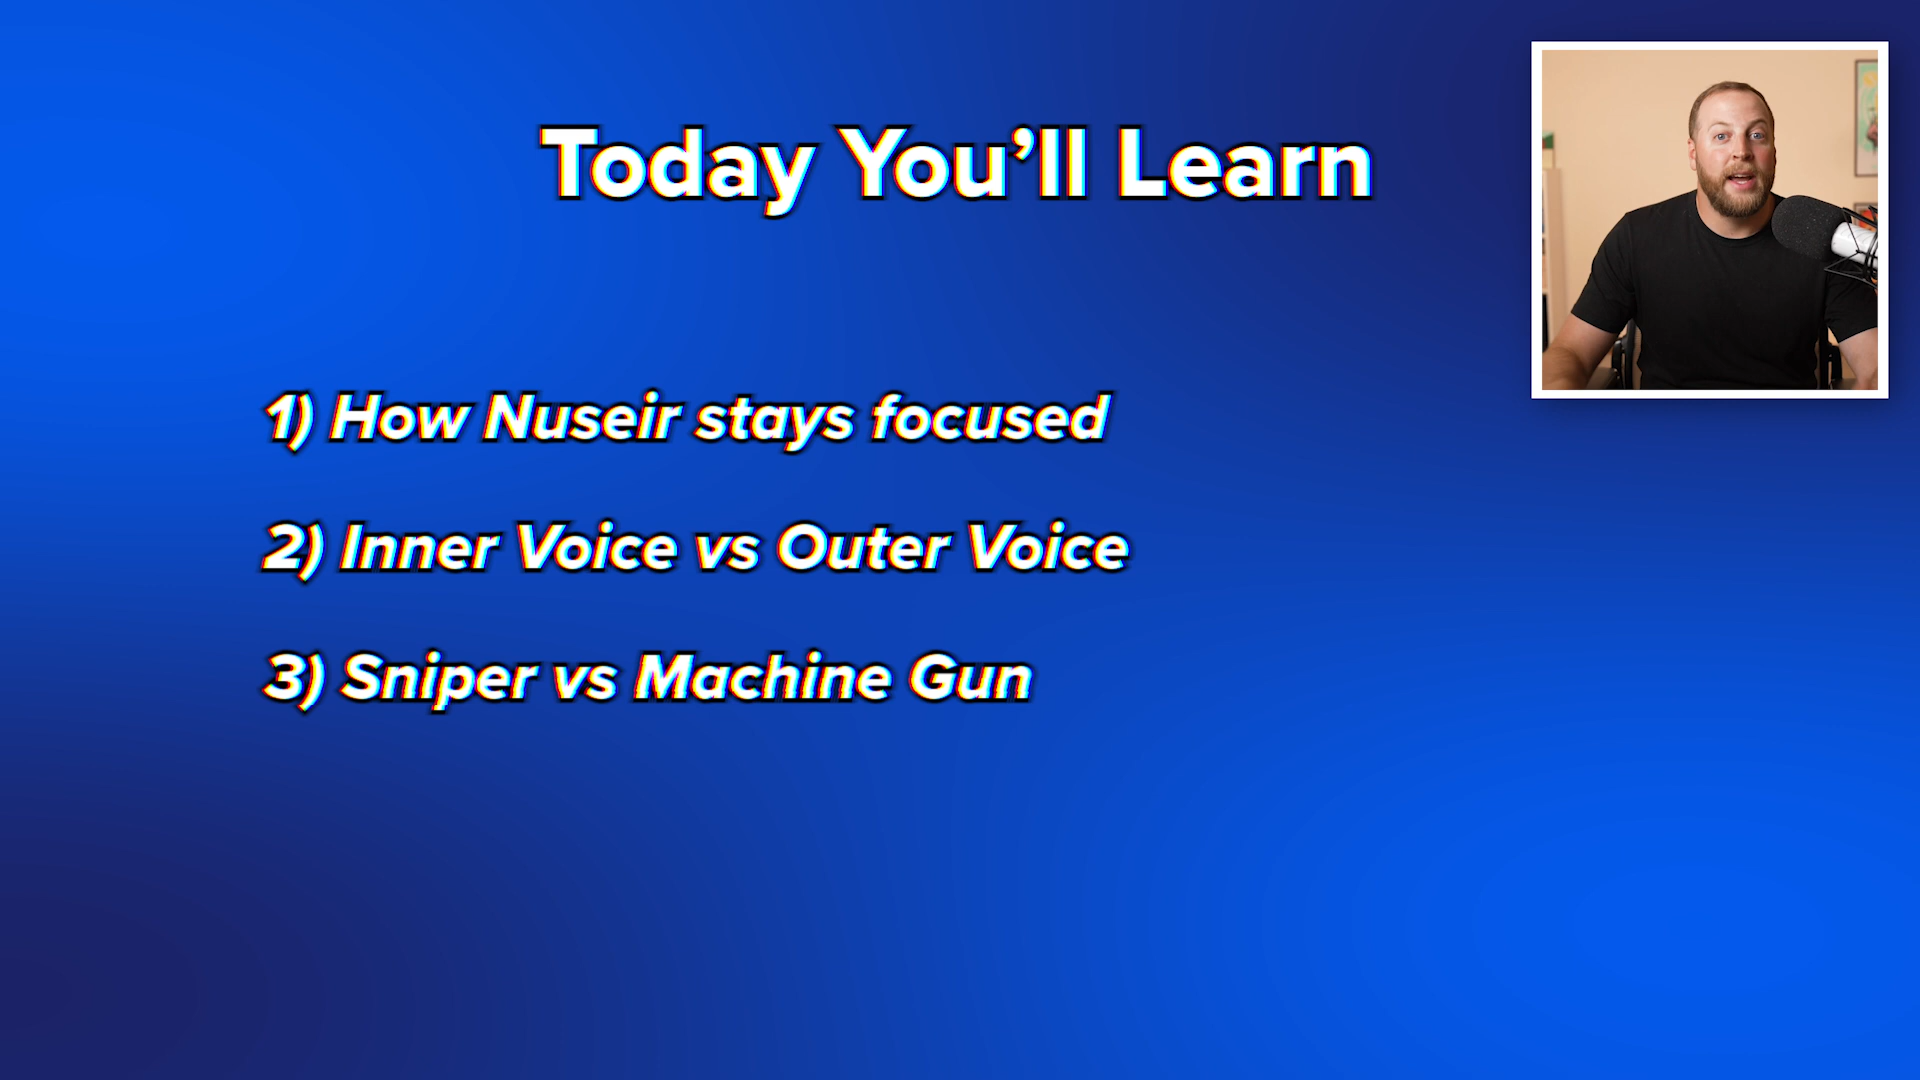 Today You’ll Learn
1) How Nuseir stays focused
2) Inner Voice vs Outer Voice
3) Sniper vs Machine Gun